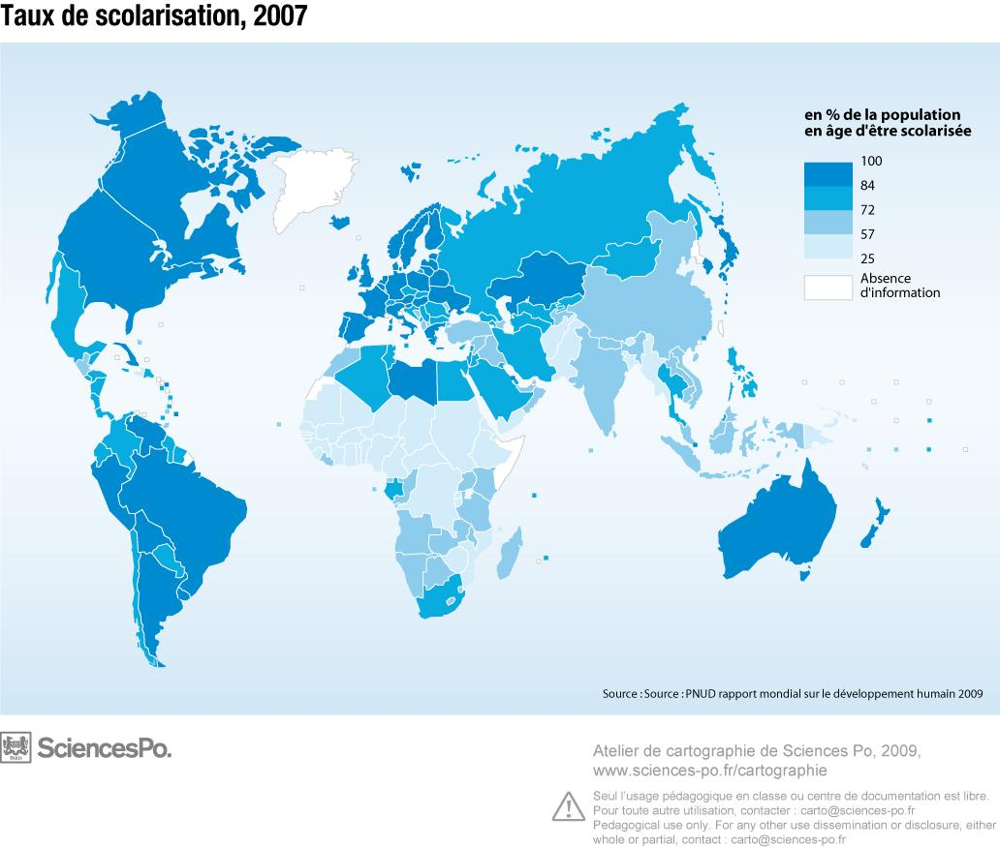 Taux de scolarisation, 2007
en % de la population
en âge d'être scolarisée
100
84
72
57
25
Absence
d'information
Source : Source : PNUD rapport mondial sur le développement humain 2009
PARIS
SciencesPo.
Atelier de cartographie de Sciences Po, 2009,
www.sciences-po.fr/cartographie
Seul l'usage pédagogique en classe ou centre de documentation est libre.
Pour toute autre utilisation, contacter : carto@sciences-po.fr
Pedagogical use only. For any other use dissemination or disclosure, either
whole or partial, contact : carto@sciences-po.fr